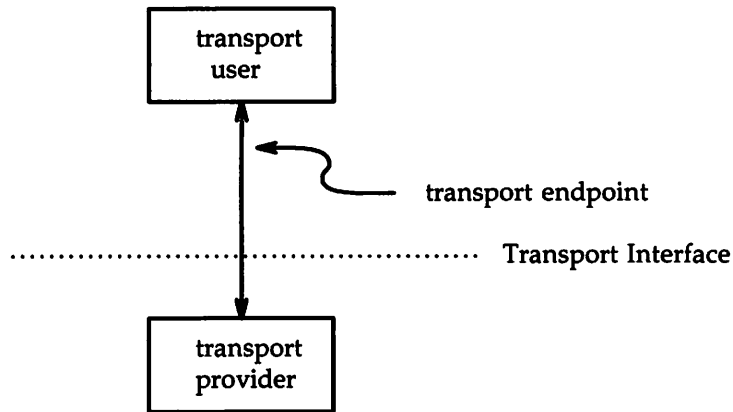 transport
user
transport endpoint
Transport Interface
transport
provider